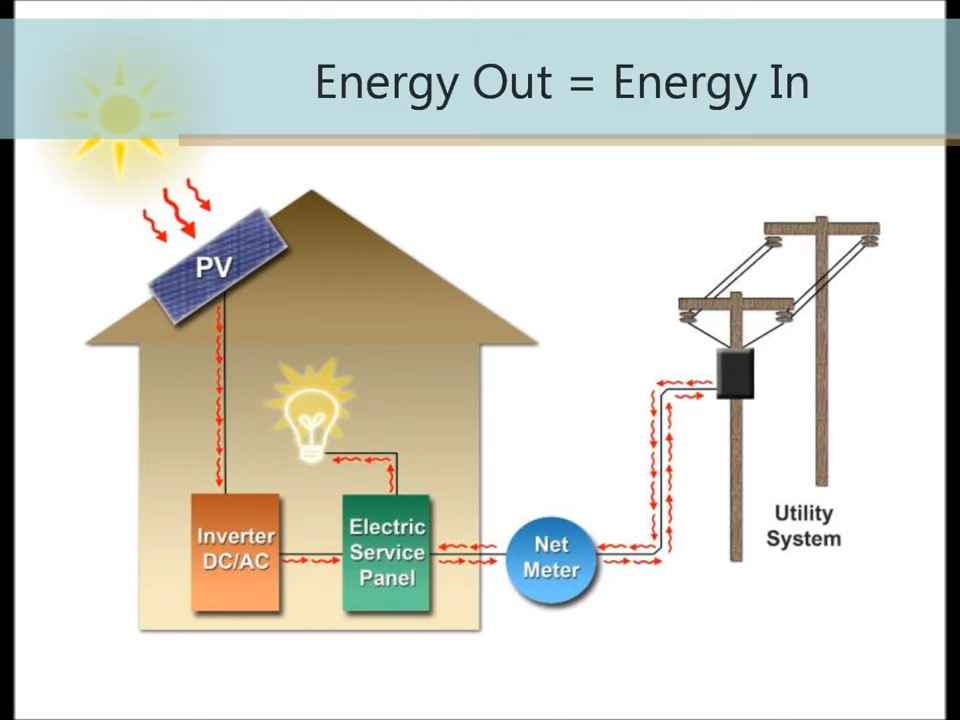 Energy Out = Energy In
PV
Inverter
DC/AC
Electric
Service
Panel
Net
Meter
Utility
System